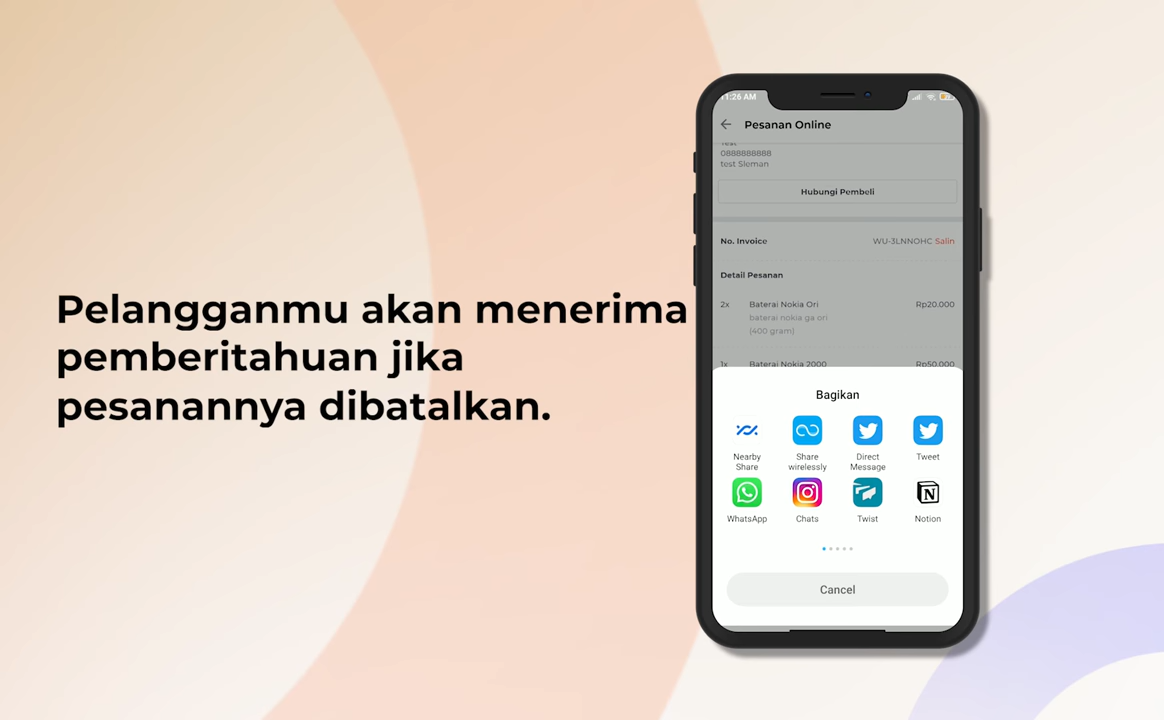 Pelangganmu akan menerima
pemberitahuan jika
pesanannya dibatalkan.
11:26 AM
Pesanan Online
0888888888
test Sleman
Hubungi Pembeli
No. Invoice WU-3LNNOHC Salin
Detail Pesanan
2x Baterai Nokia Ori Rp20.000
baterai nokia ga ori
(400 gram)
1x Baterai Nokia 2000 Rp50.000
Bagikan
Nearby Share
Share wirelessly
Direct Message
Tweet
WhatsApp
Chats
Twist
Notion
Cancel